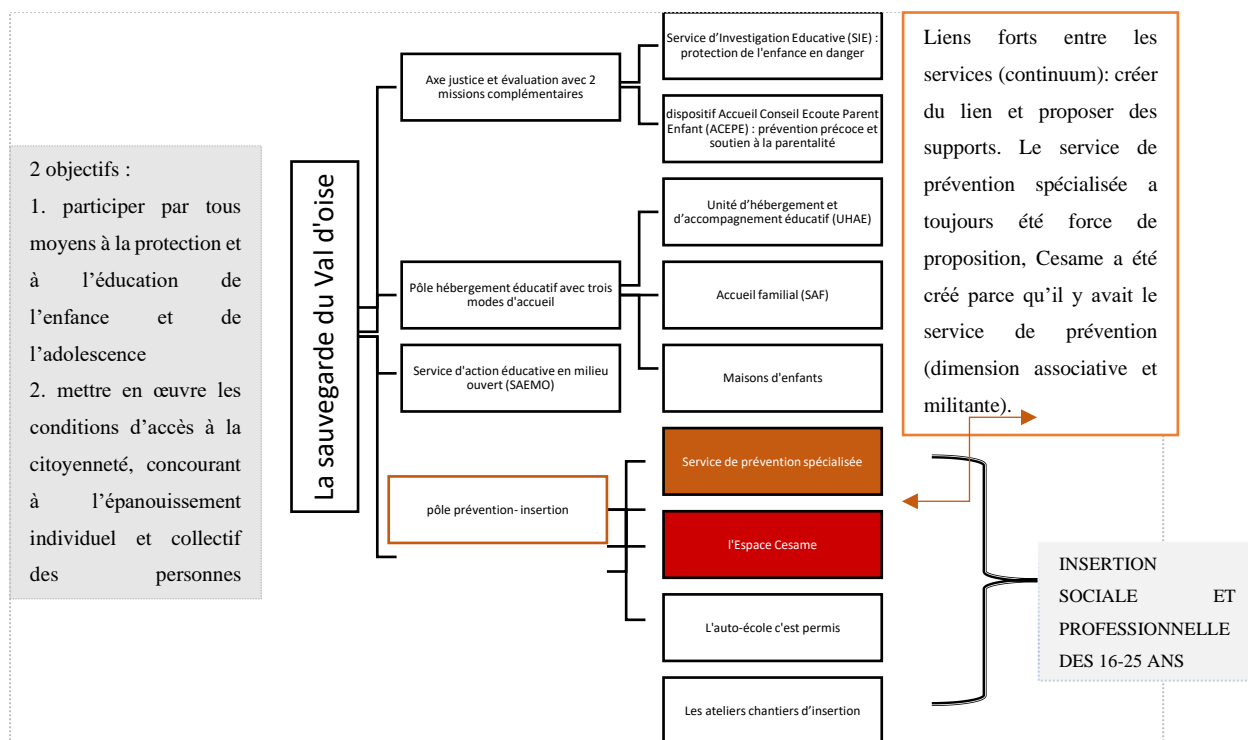 2 objectifs :
1. participer par tous
moyens à la protection et
à l’éducation de
l’enfance et de
l’adolescence
2. mettre en œuvre les
conditions d’accès à la
citoyenneté, concourant
à l’épanouissement
individuel et collectif
des personnes
La sauvegarde du Val d'oise
Axe justice et évaluation avec 2
missions complémentaires
Service d’Investigation Educative (SIE) :
protection de l'enfance en danger
dispositif Accueil Conseil Ecoute Parent
Enfant (ACEPE) : prévention précoce et
soutien à la parentalité
Pôle hébergement éducatif avec trois
modes d'accueil
Unité d’hébergement et
d’accompagnement éducatif (UHAE)
Accueil familial (SAF)
Maisons d'enfants
Service d'action éducative en milieu
ouvert (SAEMO)
pôle prévention- insertion
Service de prévention spécialisée
l'Espace Cesame
L'auto-école c'est permis
Les ateliers chantiers d’insertion
Liens forts entre les
services (continuum): créer
du lien et proposer des
supports. Le service de
prévention spécialisée a
toujours été force de
proposition, Cesame a été
créé parce qu’il y avait le
service de prévention
(dimension associative et
militante).
INSERTION
SOCIALE ET
PROFESSIONNELLE
DES 16-25 ANS